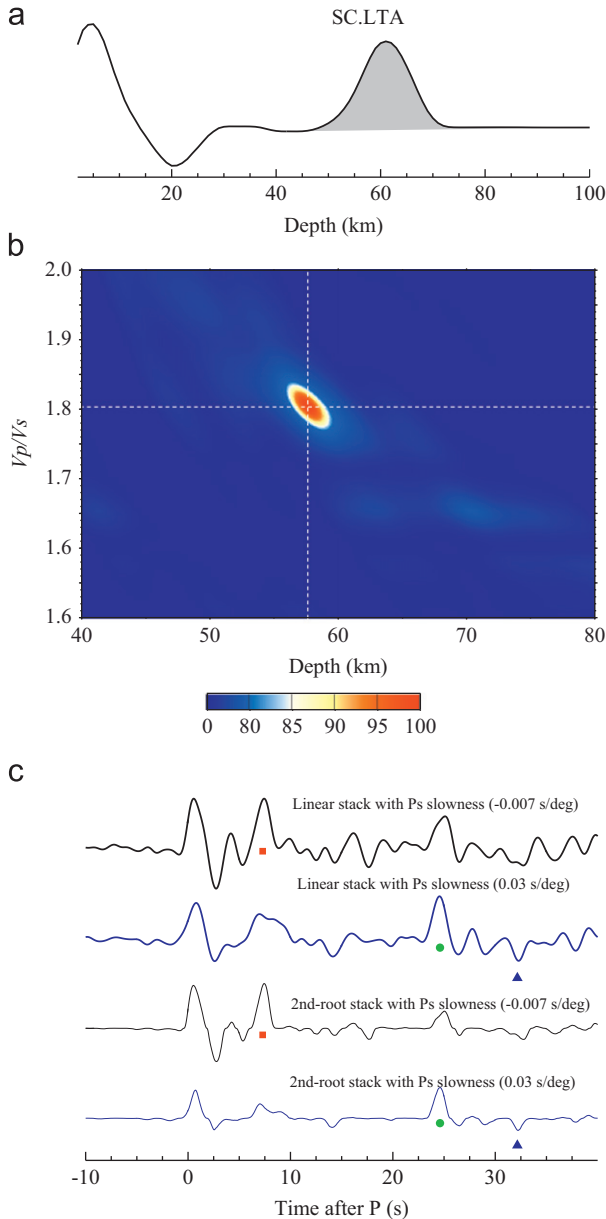 a
SC.LTA
20 40 60 80 100
Depth (km)
b
2.0
1.9
1.8
1.7
1.6
1.6
Vp/Vs
40 50 60 70 80
Depth (km)
0 80 85 90 95 100
c
Linear stack with Ps slowness (-0.007 s/deg)
Linear stack with Ps slowness (0.03 s/deg)
2nd-root stack with Ps slowness (-0.007 s/deg)
2nd-root stack with Ps slowness (0.03 s/deg)
-10 0 10 20 30
Time after P (s)